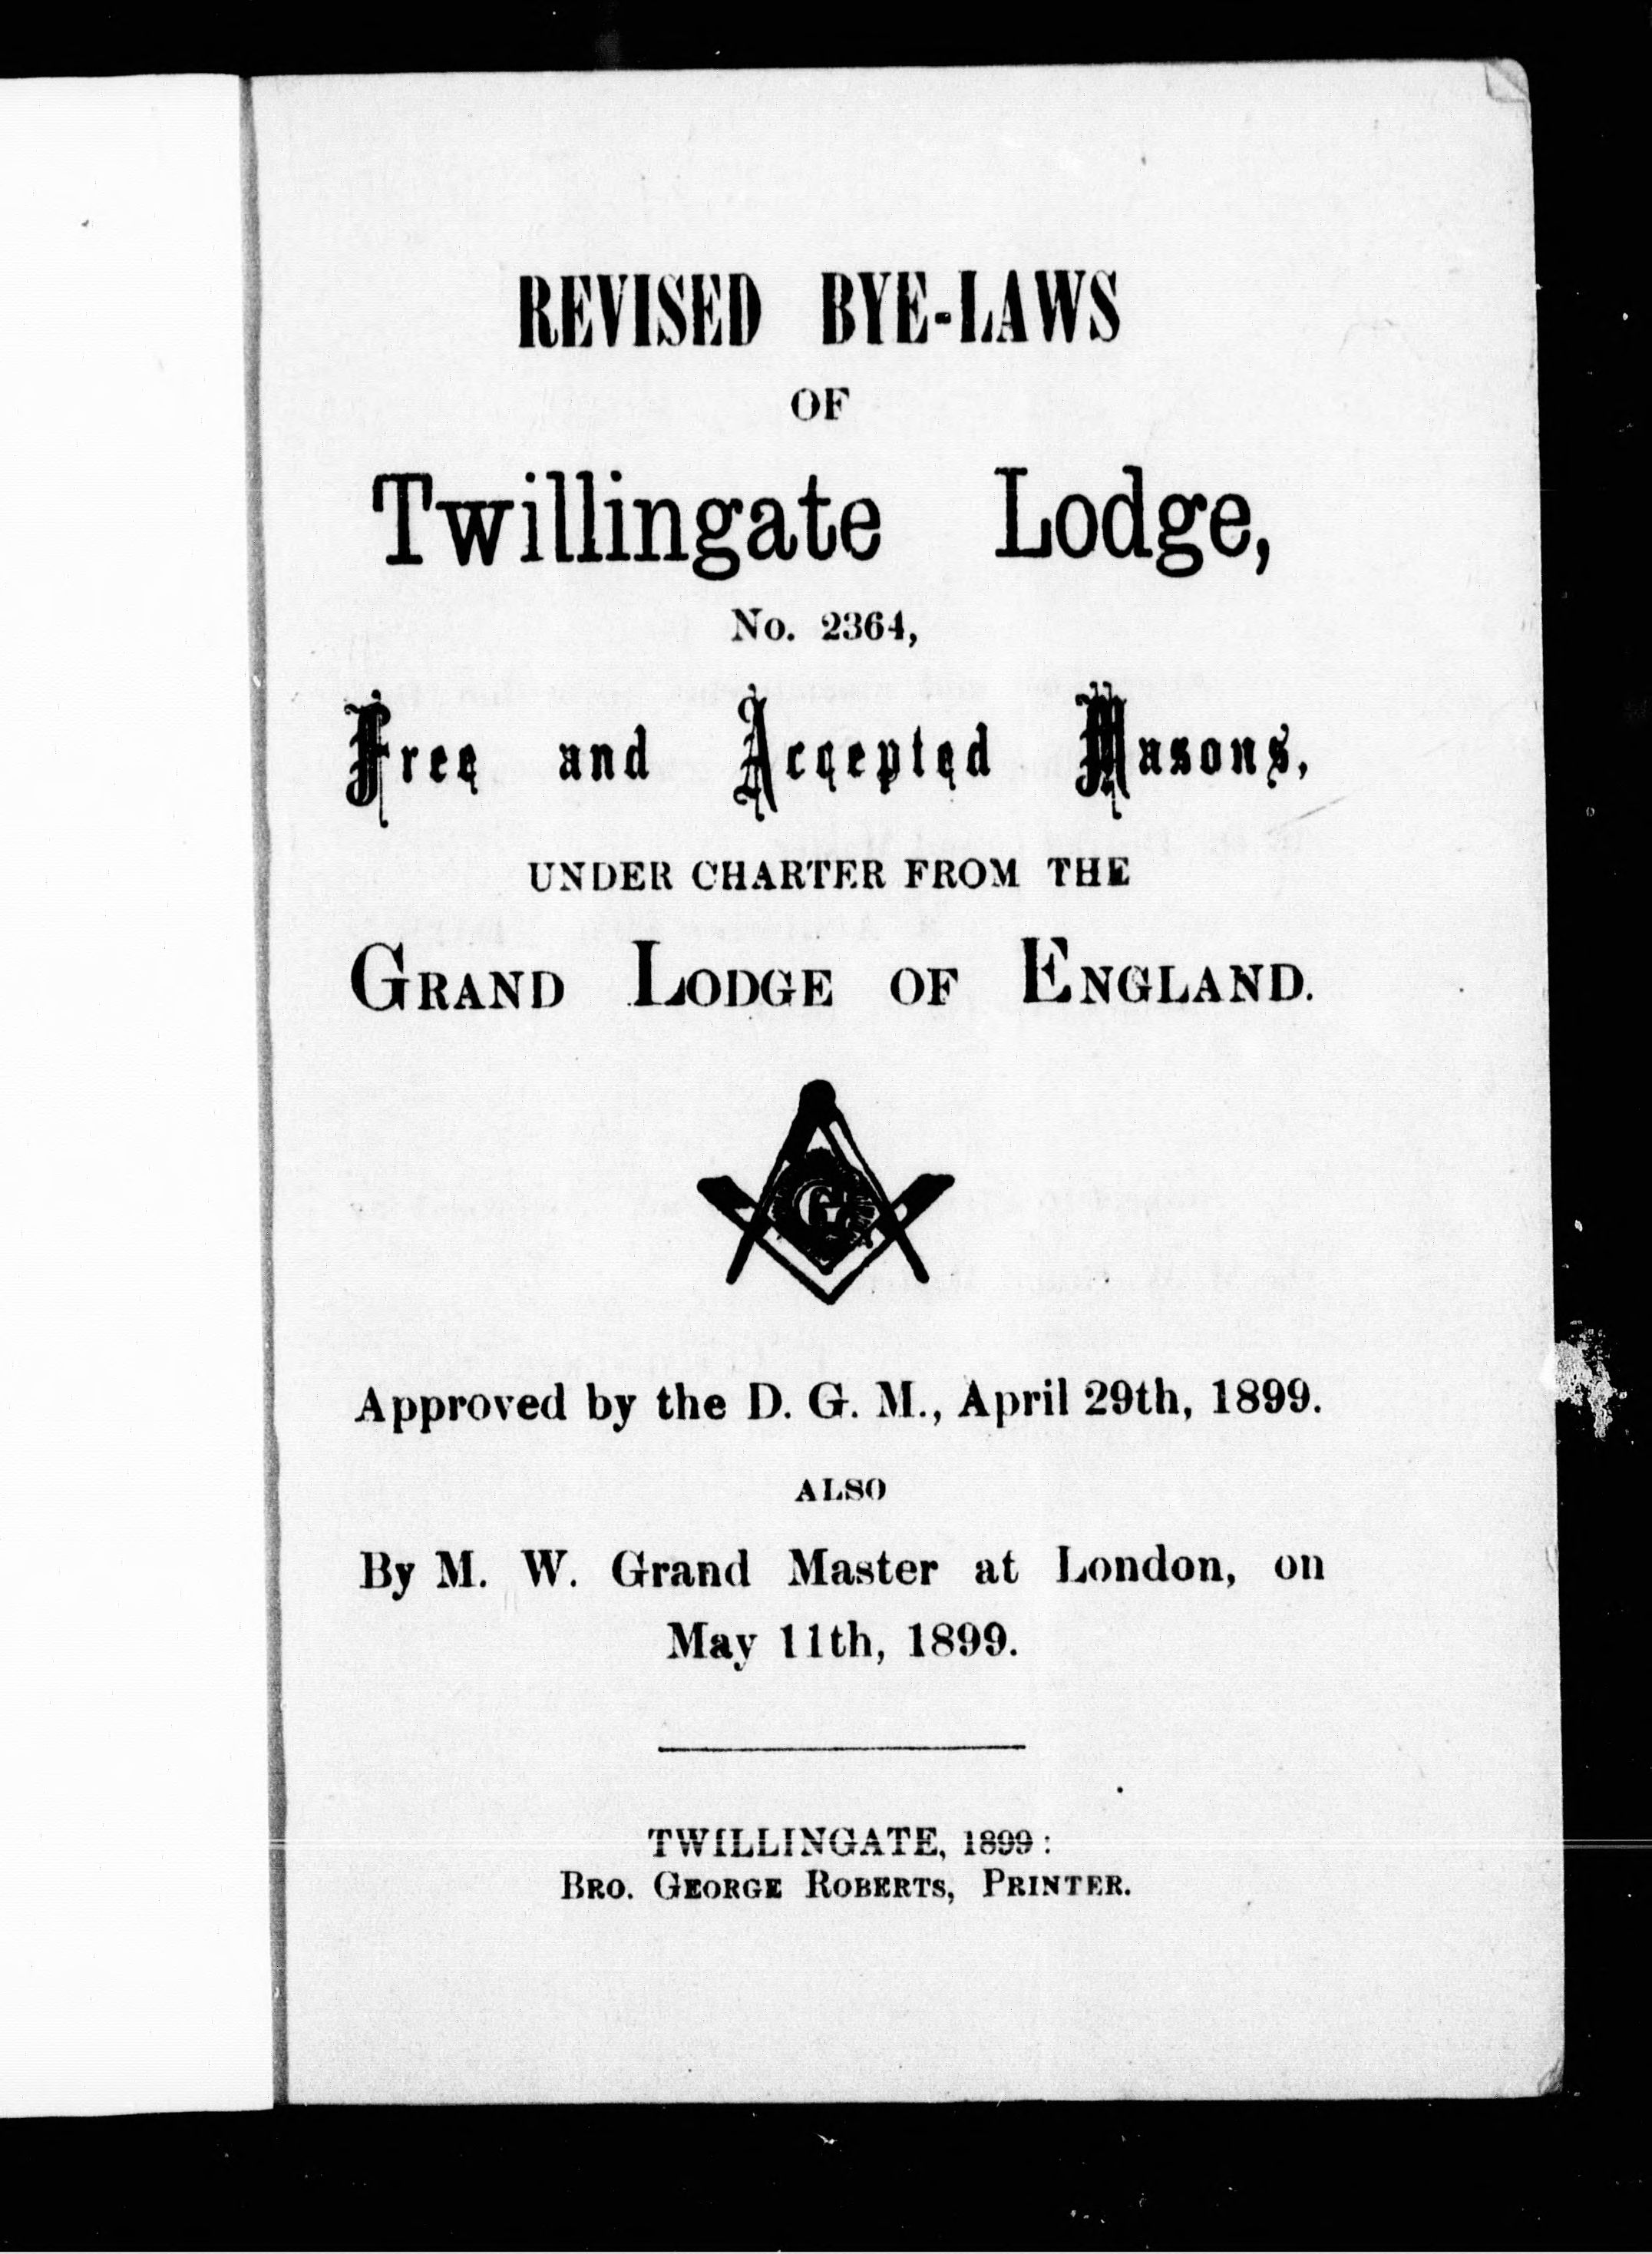 REVISED BYE-LAWS
OF
Twillingate Lodge,
No. 2364,
Free and Accepted Masons,
UNDER CHARTER FROM THE
GRAND LODGE OF ENGLAND.
G
Approved by the D. G. M., April 29th, 1899.
ALSO
By M. W. Grand Master at London, on
May 11th, 1899.
TWILLINGATE, 1899:
BRO. GEORGE ROBERTS, PRINTER.